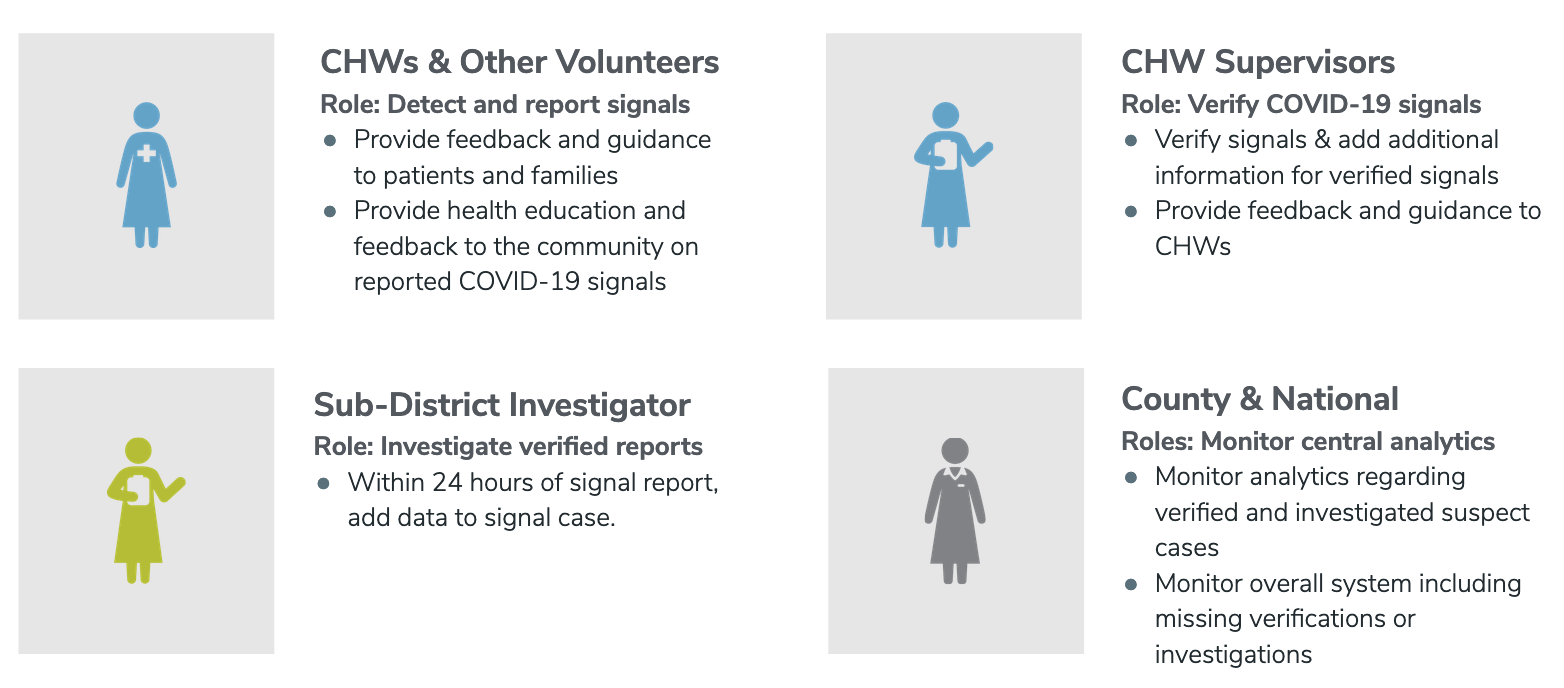 CHWs & Other Volunteers
Role: Detect and report signals
● Provide feedback and guidance
to patients and families
● Provide health education and
feedback to the community on
reported COVID-19 signals
CHW Supervisors
Role: Verify COVID-19 signals
● Verify signals & add additional
information for verified signals
● Provide feedback and guidance to
CHWs
Sub-District Investigator
Role: Investigate verified reports
● Within 24 hours of signal report,
add data to signal case.
County & National
Roles: Monitor central analytics
● Monitor analytics regarding
verified and investigated suspect
cases
● Monitor overall system including
missing verifications or
investigations